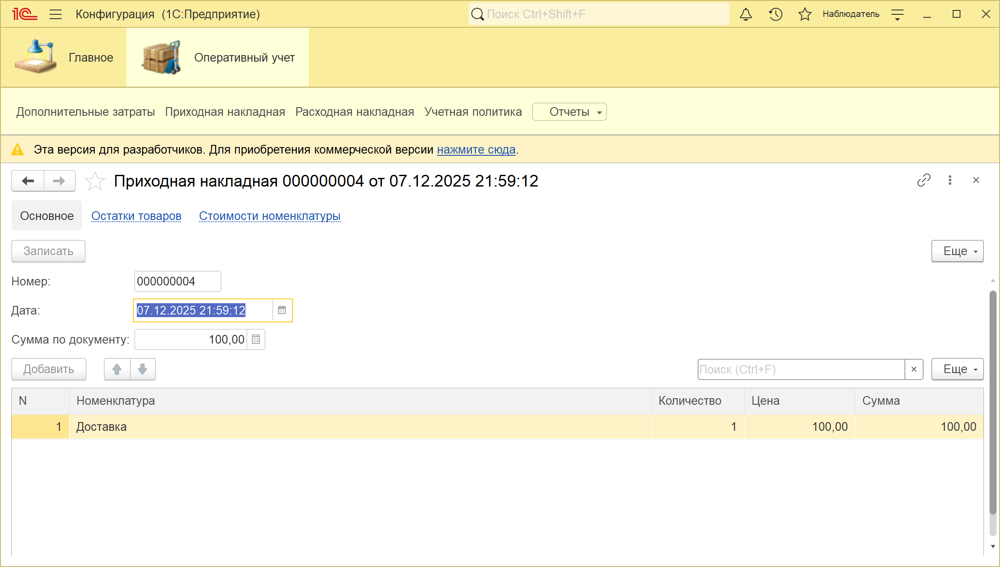 1С Конфигурация (1С:Предприятие) Поиск Ctrl+Shift+F Наблюдатель
Главное Оперативный учет
Дополнительные затраты Приходная накладная Расходная накладная Учетная политика Отчеты
Эта версия для разработчиков. Для приобретения коммерческой версии нажмите сюда.
Приходная накладная 000000004 от 07.12.2025 21:59:12
Основное Остатки товаров Стоимости номенклатуры
Записать Еще
Номер: 000000004
Дата: 07.12.2025 21:59:12
Сумма по документу: 100,00
Добавить Поиск (Ctrl+F) × Еще
N Номенклатура Количество Цена Сумма
1 Доставка 1 100,00 100,00